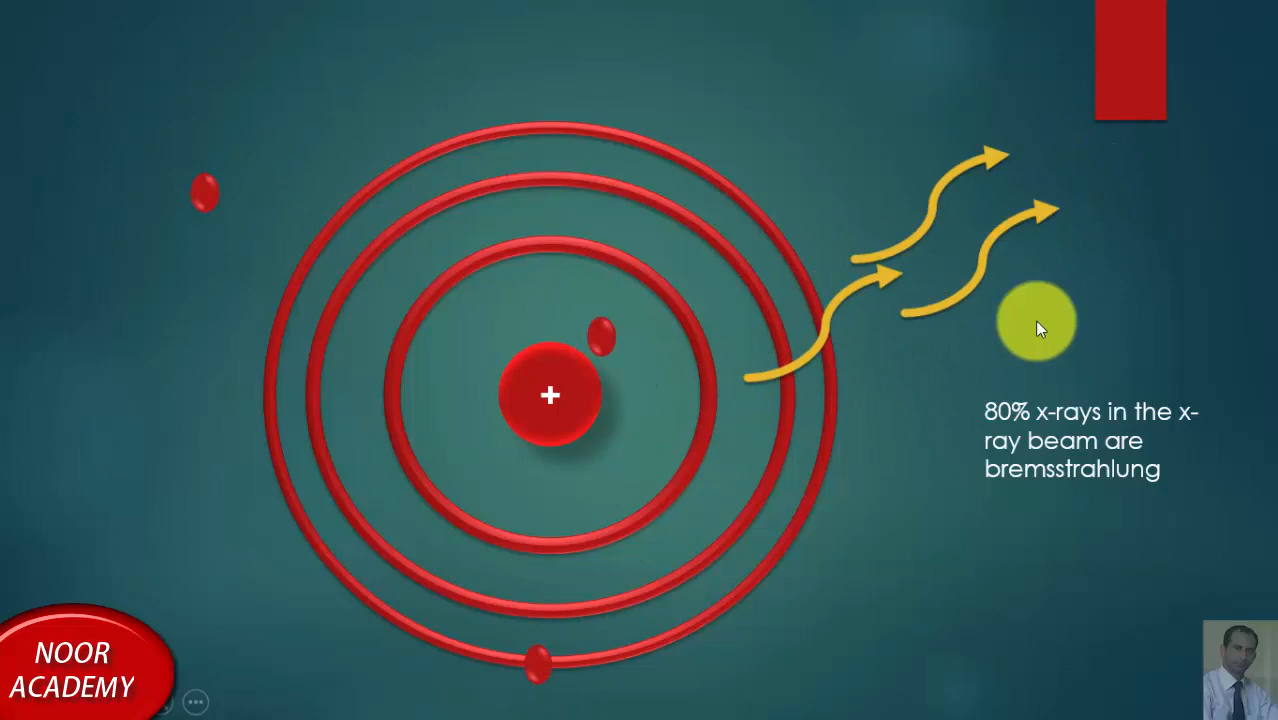 +
80% x-rays in the x-
ray beam are
bremsstrahlung
NOOR
ACADEMY